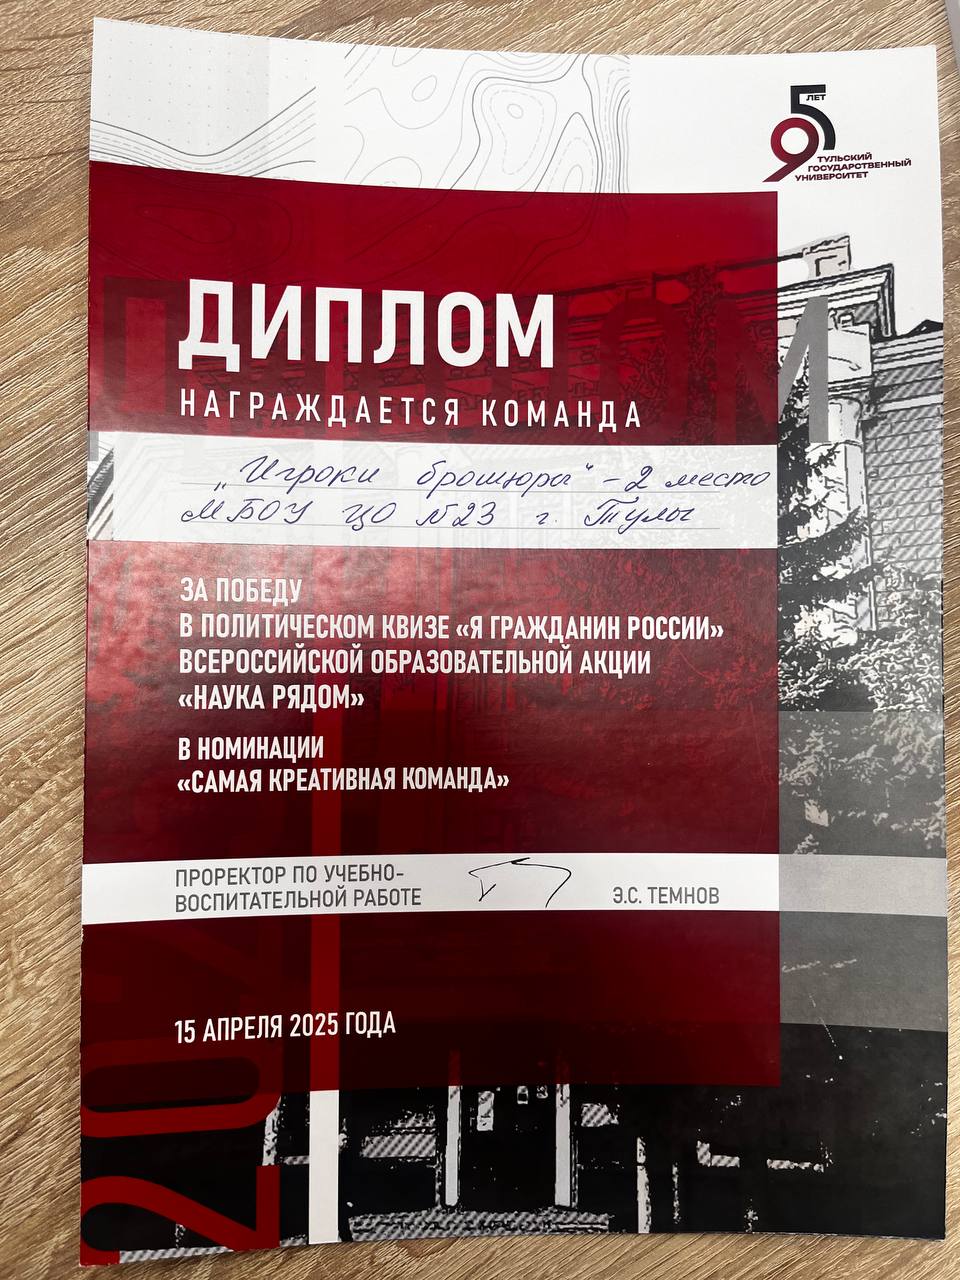 95 ЛЕТ
ТУЛЬСКИЙ
ГОСУДАРСТВЕННЫЙ
УНИВЕРСИТЕТ
ДИПЛОМ
НАГРАЖДАЕТСЯ КОМАНДА
„Игроки брошюры“ - 2 место
МБОУ ЦО №23 г. Тулы
ЗА ПОБЕДУ
В ПОЛИТИЧЕСКОМ КВИЗЕ «Я ГРАЖДАНИН РОССИИ»
ВСЕРОССИЙСКОЙ ОБРАЗОВАТЕЛЬНОЙ АКЦИИ
«НАУКА РЯДОМ»
В НОМИНАЦИИ
«САМАЯ КРЕАТИВНАЯ КОМАНДА»
ПРОРЕКТОР ПО УЧЕБНО-
ВОСПИТАТЕЛЬНОЙ РАБОТЕ
Э.С. ТЕМНОВ
15 АПРЕЛЯ 2025 ГОДА